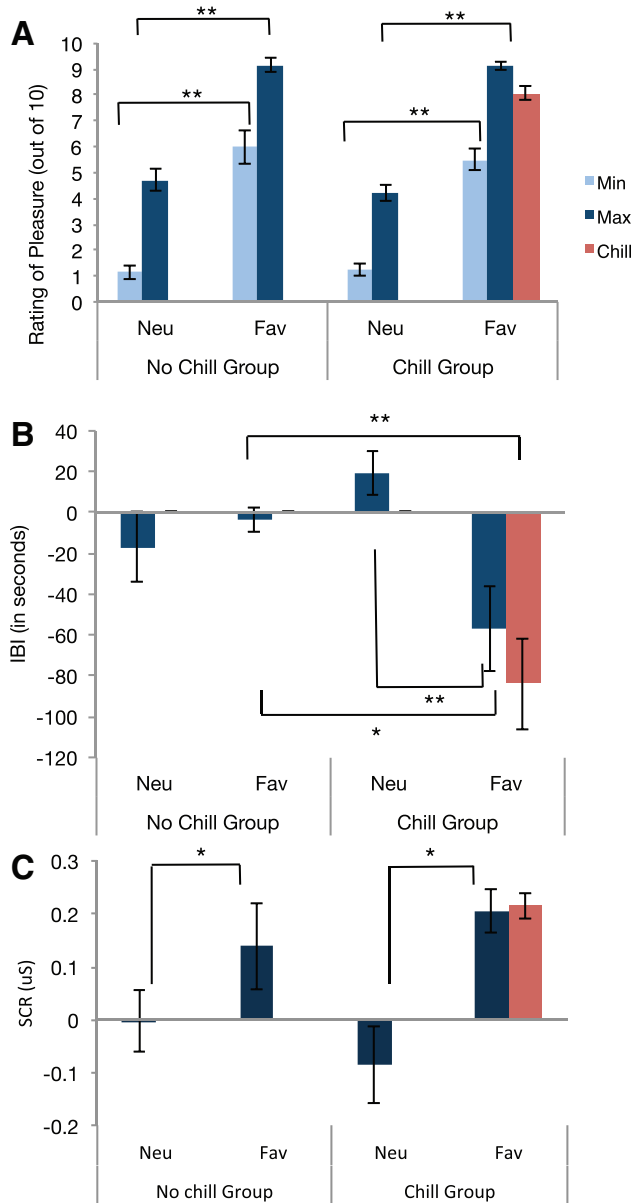 A
**
**
**
**
10
9
8
7
6
5
4
3
2
1
0
Rating of Pleasure (out of 10)
Min
Max
Chill
Neu Fav Neu Fav
No Chill Group Chill Group
B
**
40
20
0
-20
-40
-60
-80
-100
-120
IBI (in seconds)
**
*
Neu Fav Neu Fav
No Chill Group Chill Group
C
*
*
0.3
0.2
0.1
0
-0.1
-0.2
SCR (uS)
Neu Fav Neu Fav
No chill Group Chill Group